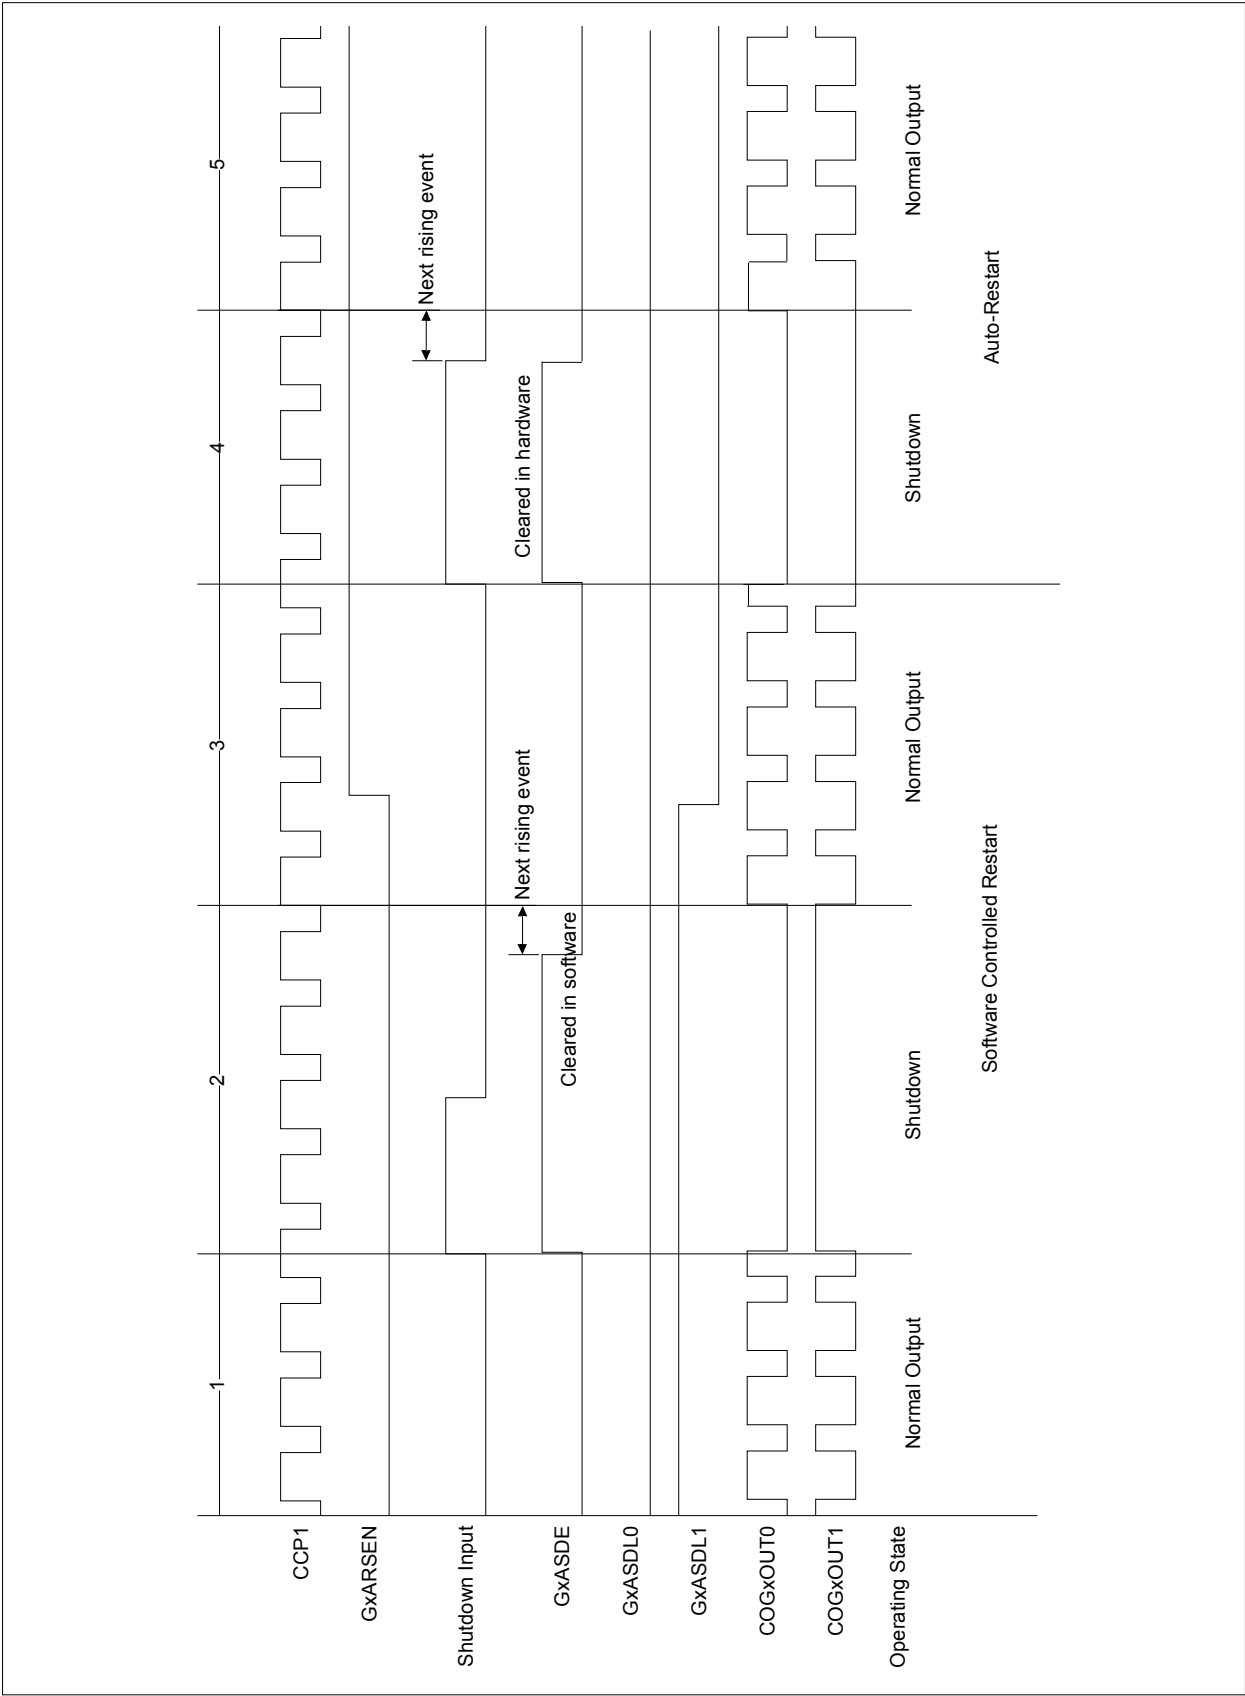 1
2
3
4
5
CCP1
GxARSEN
Next rising event
Shutdown Input
Next rising event
Cleared in hardware
GxASDE
Cleared in software
GxASDL0
GxASDL1
COGxOUT0
COGxOUT1
Operating State
Normal Output
Shutdown
Normal Output
Shutdown
Normal Output
Software Controlled Restart
Auto-Restart